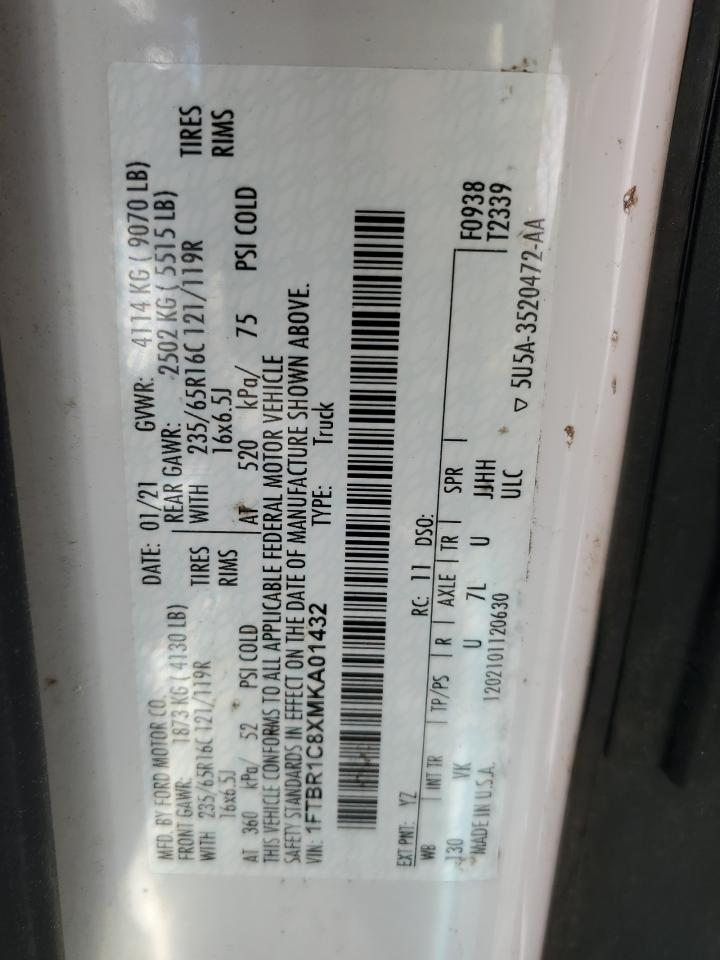 MFD. BY FORD MOTOR CO. DATE: 01/21 GVWR: 4114 KG ( 9070 LB)
FRONT GAWR: 1873 KG ( 4130 LB) REAR GAWR: 2502 KG ( 5515 LB)
WITH 235/65R16C 121/119R TIRES WITH 235/65R16C 121/119R TIRES
16x6.5J RIMS 16x6.5J RIMS
AT 360 kPa/ 52 PSI COLD AT 520 kPa/ 75 PSI COLD
THIS VEHICLE CONFORMS TO ALL APPLICABLE FEDERAL MOTOR VEHICLE
SAFETY STANDARDS IN EFFECT ON THE DATE OF MANUFACTURE SHOWN ABOVE.
VIN: 1FTBR1C8XMKA01432 TYPE: Truck
EXT PNT: YZ RC: 11 DSO: F0938
WB INT TR TP/PS R AXLE TR SPR T2339
J30 VK U 7L U JJHH
MADE IN U.S.A. 1202101120630 ULC
▽ 5U5A-3520472-AA